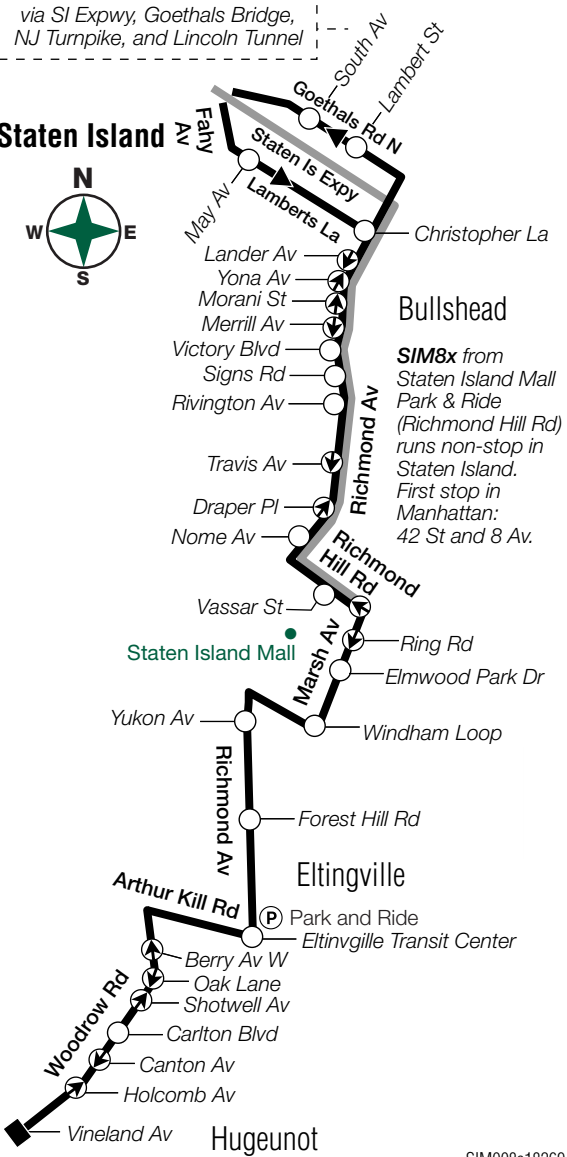 via SI Expwy, Goethals Bridge,
NJ Turnpike, and Lincoln Tunnel
South Av
Lambert St
Goethals Rd N
Staten Island
Fahy
Av
Staten Is Expy
N
W
E
S
May Av
Lamberts La
Christopher La
Lander Av
Yona Av
Morani St
Merrill Av
Victory Blvd
Signs Rd
Rivington Av
Bullshead
SIM8x from
Staten Island Mall
Park & Ride
(Richmond Hill Rd)
runs non-stop in
Staten Island.
First stop in
Manhattan:
42 St and 8 Av.
Richmond Av
Travis Av
Draper Pl
Nome Av
Richmond
Hill Rd
Vassar St
Staten Island Mall
Ring Rd
Elmwood Park Dr
Marsh Av
Yukon Av
Windham Loop
Richmond Av
Forest Hill Rd
Eltingville
Arthur Kill Rd
P Park and Ride
Eltinvgille Transit Center
Berry Av W
Oak Lane
Shotwell Av
Woodrow Rd
Carlton Blvd
Canton Av
Holcomb Av
Vineland Av
Hugeunot